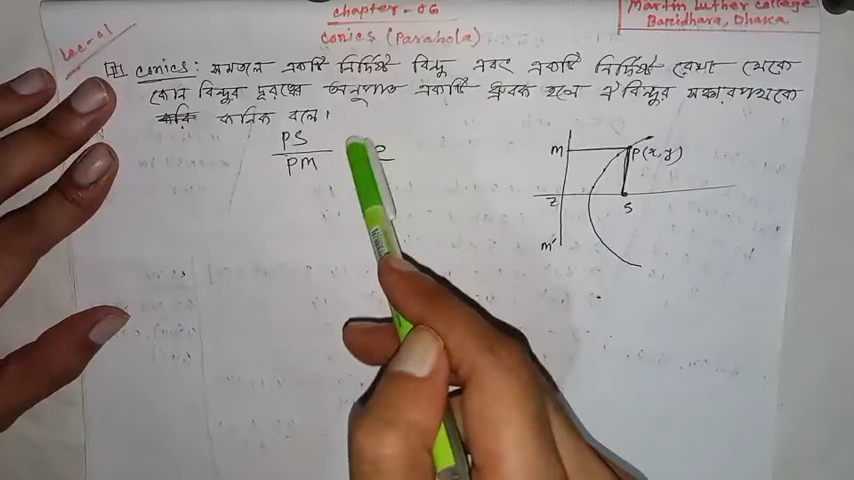 chapter-06
Conics (Parabola)
Martin Luther College
Baridhara, Dhaka
Lec-01
conics: সমতলে একটি নির্দিষ্ট বিন্দু এবং একটি নির্দিষ্ট রেখা থেকে
কোন বিন্দুর দূরত্বের অনুপাত একটি ধ্রুবক হলে ঐ বিন্দুর সঞ্চারপথকে
কনিক বলে।
PS
PM
e
M
P(x,y)
Z
S
M'